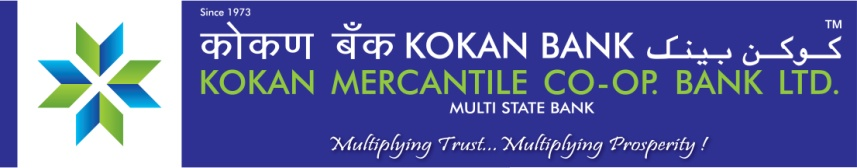 Since 1973
कोकण बँक KOKAN BANK کوکن بینک TM
KOKAN MERCANTILE CO-OP. BANK LTD.
MULTI STATE BANK
Multiplying Trust... Multiplying Prosperity !